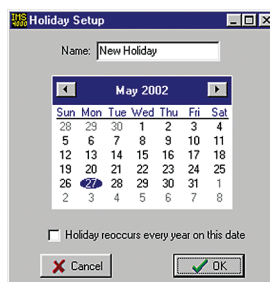 IMS 4000 Holiday Setup
Name: New Holiday
May 2002
Sun Mon Tue Wed Thu Fri Sat
28 29 30 1 2 3 4
5 6 7 8 9 10 11
12 13 14 15 16 17 18
19 20 21 22 23 24 25
26 27 28 29 30 31 1
2 3 4 5 6 7 8
Holiday reoccurs every year on this date
Cancel OK